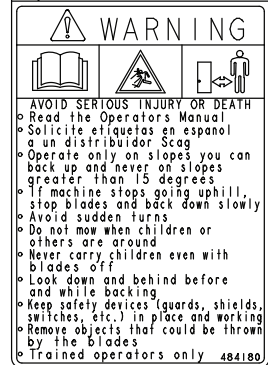 WARNING
AVOID SERIOUS INJURY OR DEATH
Read the Operators Manual
Solicite etiquetas en espanol
a un distribuidor Scag
Operate only on slopes you can
back up and never on slopes
greater than 15 degrees
If machine stops going uphill,
stop blades and back down slowly
Avoid sudden turns
Do not mow when children or
others are around
Never carry children even with
blades off
Look down and behind before
and while backing
Keep safety devices (guards, shields,
switches, etc.) in place and working
Remove objects that could be thrown
by the blades
Trained operators only 484180